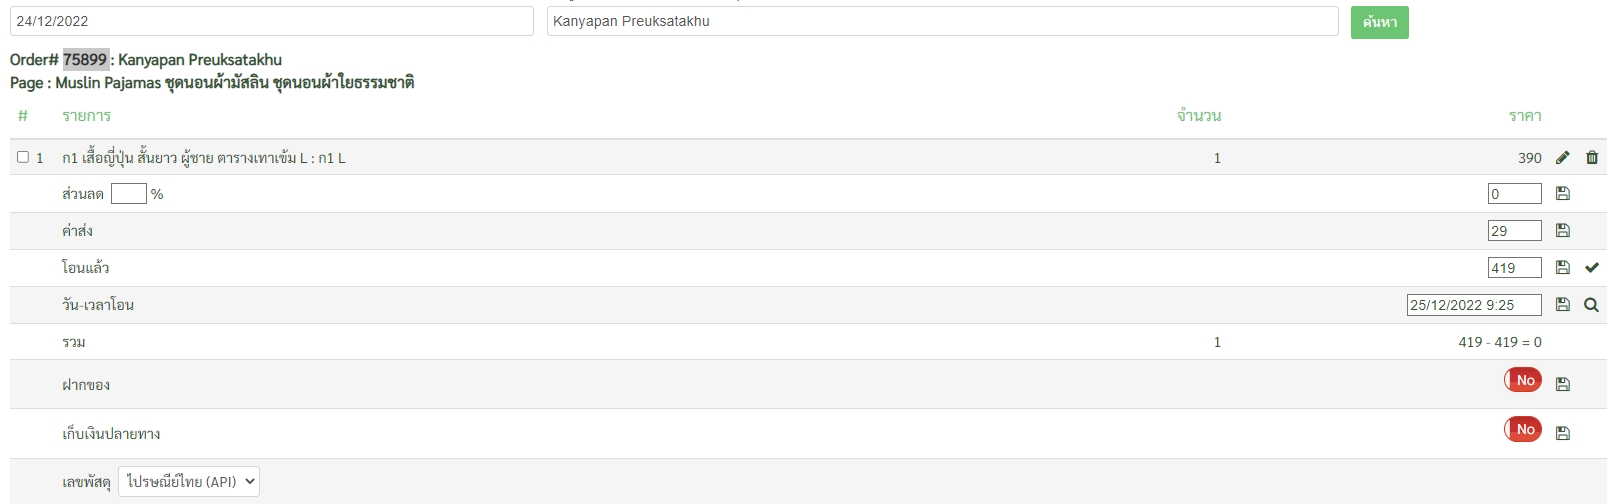 24/12/2022 Kanyapan Preuksatakhu ค้นหา
Order# 75899 : Kanyapan Preuksatakhu
Page : Muslin Pajamas ชุดนอนผ้ามัสลิน ชุดนอนผ้าใยธรรมชาติ
# รายการ จำนวน ราคา
1 ก1 เสื้อญี่ปุ่น สั้นยาว ผู้ชาย ตารางเทาเข้ม L : ก1 L 1 390
ส่วนลด % 0
ค่าส่ง 29
โอนแล้ว 419
วัน-เวลาโอน 25/12/2022 9:25
รวม 1 419 - 419 = 0
ฝากของ No
เก็บเงินปลายทาง No
เลขพัสดุ ไปรษณีย์ไทย (API)